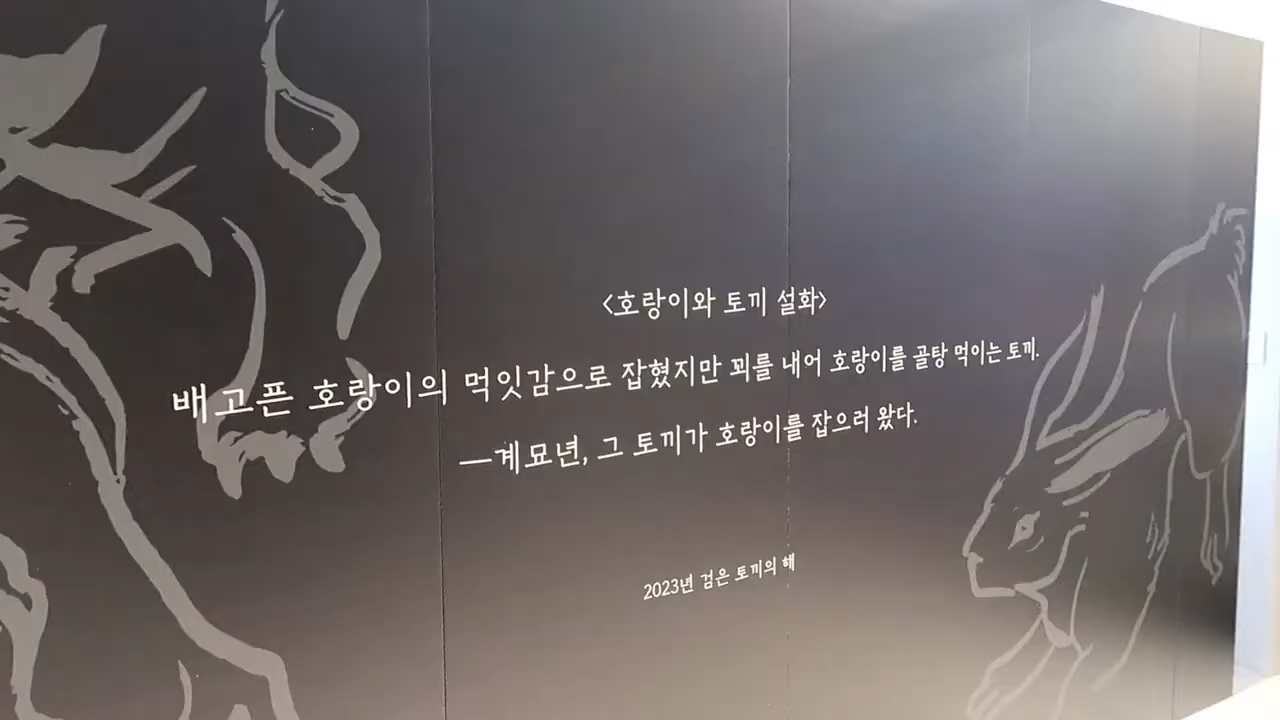 <호랑이와 토끼 설화>
배고픈 호랑이의 먹잇감으로 잡혔지만 꾀를 내어 호랑이를 골탕 먹이는 토끼.
—계묘년, 그 토끼가 호랑이를 잡으러 왔다.
2023년 검은 토끼의 해